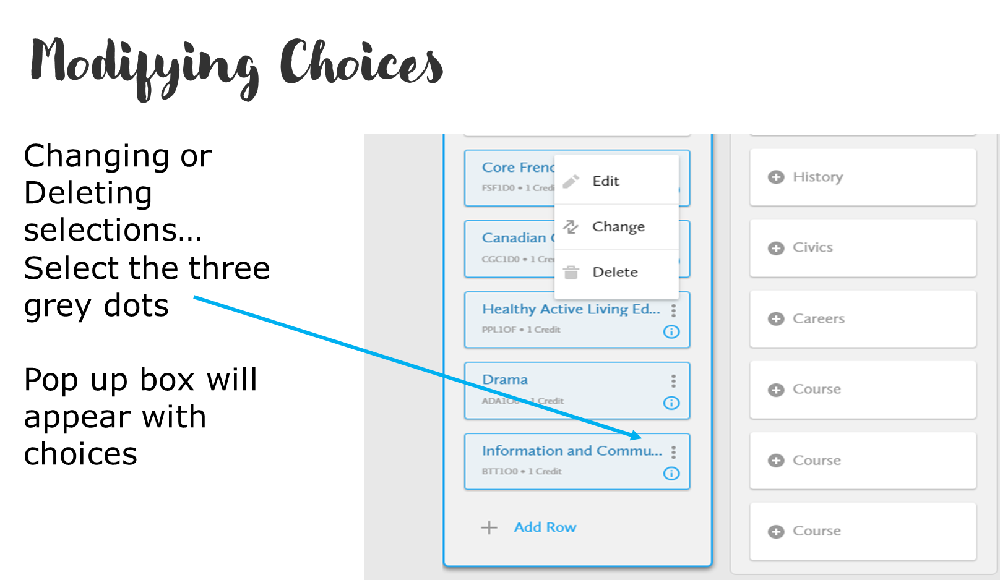 Modifying Choices
Changing or
Deleting
selections...
Select the three
grey dots
Pop up box will
appear with
choices
Core Frenc
FSF1D0 • 1 Credi
Canadian
CGC1D0 • 1 Cre
Edit
Change
Delete
Healthy Active Living Ed...
PPL1OF • 1 Credit
Drama
ADA1O0 • 1 Credit
Information and Commu...
BTT1O0 • 1 Credit
Add Row
History
Civics
Careers
Course
Course
Course